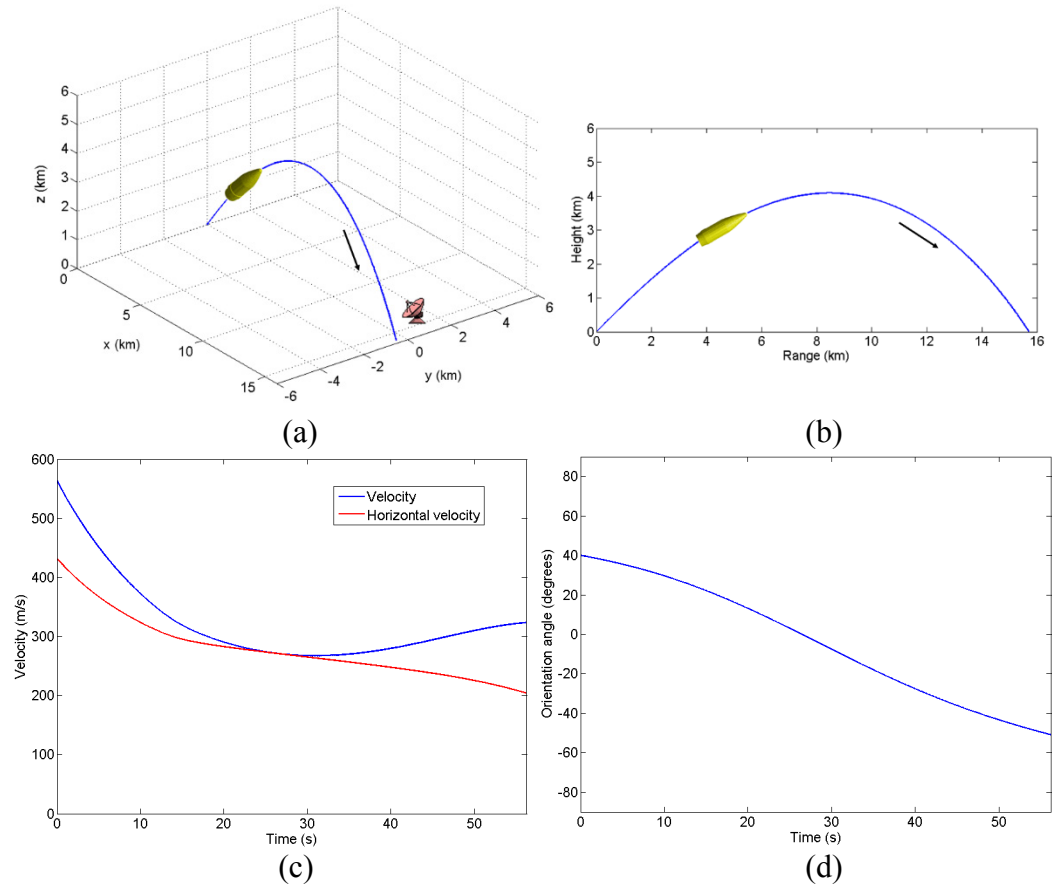 6
5
4
3
2
1
0
z (km)
0
5
10
15
x (km)
-6
-4
-2
0
2
4
6
y (km)
(a)
6
5
4
3
2
1
0
Height (km)
0 2 4 6 8 10 12 14 16
Range (km)
(b)
600
500
400
300
200
100
0
Velocity (m/s)
Velocity
Horizontal velocity
0 10 20 30 40 50
Time (s)
(c)
80
60
40
20
0
-20
-40
-60
-80
Orientation angle (degrees)
0 10 20 30 40 50
Time (s)
(d)